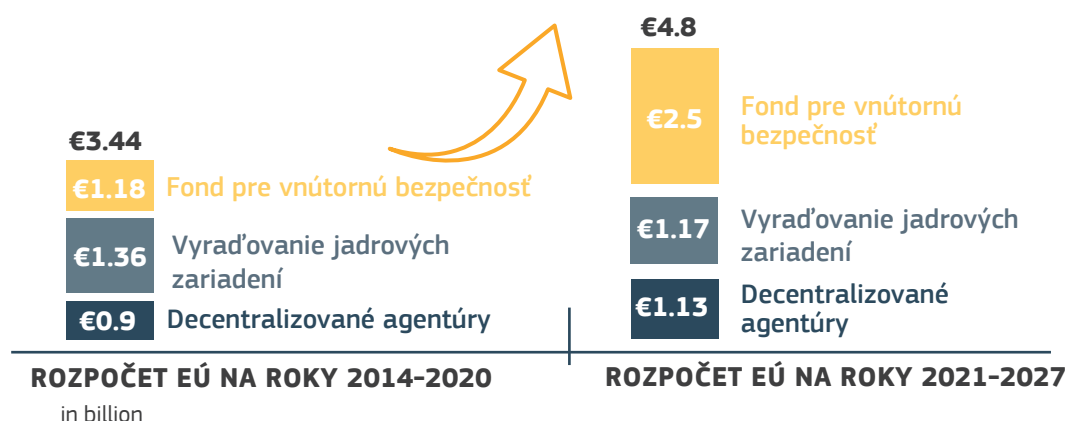 €3.44
€1.18
Fond pre vnútornú bezpečnosť
€1.36
Vyraďovanie jadrových
zariadení
€0.9
Decentralizované agentúry
ROZPOČET EÚ NA ROKY 2014-2020
in billion
€4.8
€2.5
Fond pre vnútornú
bezpečnosť
€1.17
Vyraďovanie jadrových
zariadení
€1.13
Decentralizované
agentúry
ROZPOČET EÚ NA ROKY 2021-2027